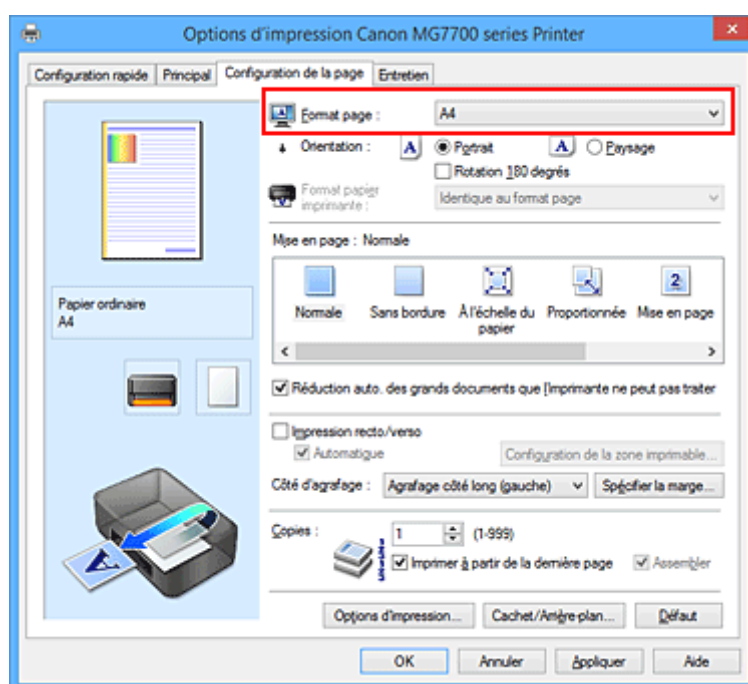 Options d'impression Canon MG7700 series Printer
Configuration rapide Principal Configuration de la page Entretien
Format page : A4
Orientation : A Portrait A Paysage
Rotation 180 degrés
Format papier
imprimante : Identique au format page
Mise en page : Normale
Papier ordinaire
A4
Normale Sans bordure À l'échelle du
papier Proportionnée Mise en page
Réduction auto. des grands documents que [Imprimante ne peut pas traiter
Impression recto/verso
Automatique Configuration de la zone imprimable...
Côté d'agrafage : Agrafage côté long (gauche) Spécifier la marge...
Copies : 1 (1-999)
Imprimer à partir de la dernière page Assembler
Options d'impression... Cachet/Arrière-plan... Défaut
OK Annuler Appliquer Aide